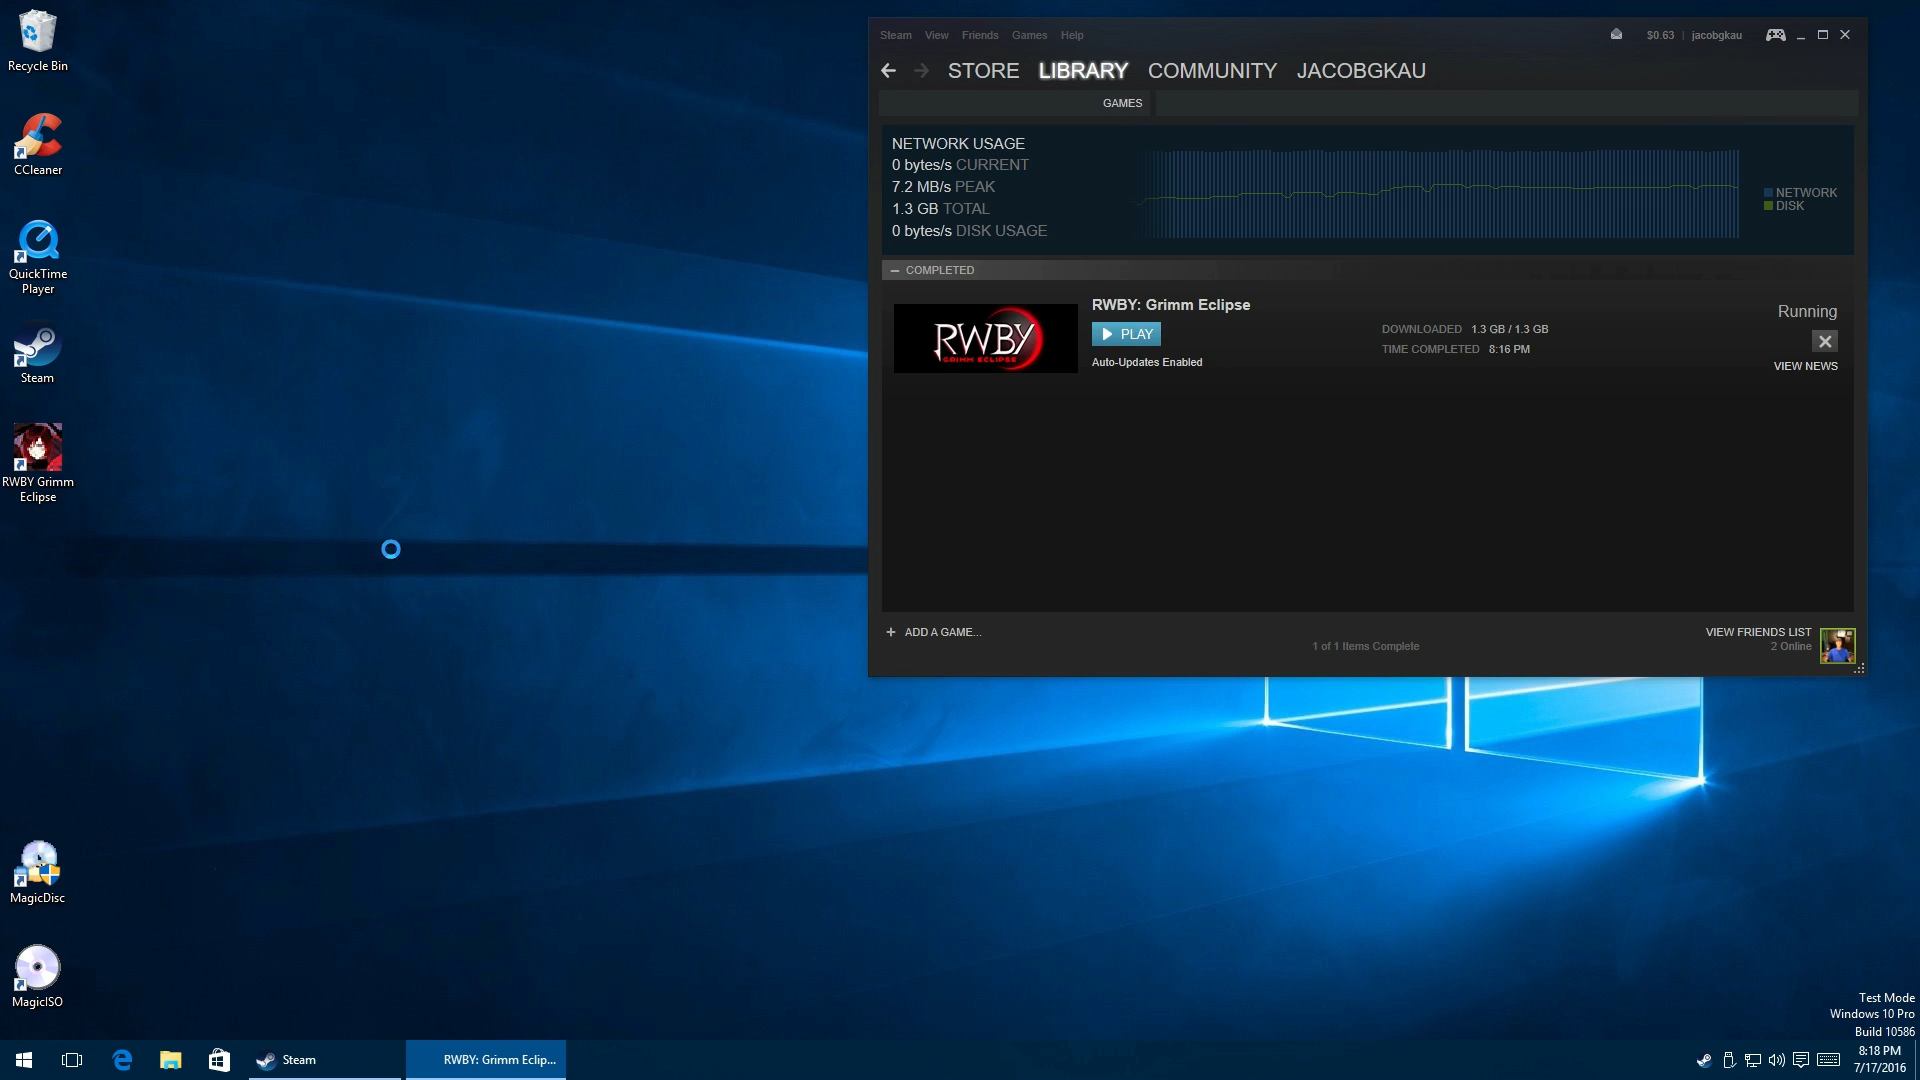 Recycle Bin
CCleaner
QuickTime
Player
Steam
RWBY Grimm
Eclipse
MagicDisc
MagicISO
Steam View Friends Games Help
$0.63 | jacobgkau
STORE LIBRARY COMMUNITY JACOBGKAU
GAMES
NETWORK USAGE
0 bytes/s CURRENT
7.2 MB/s PEAK
1.3 GB TOTAL
0 bytes/s DISK USAGE
NETWORK
DISK
COMPLETED
RWBY
GRIMM ECLIPSE
RWBY: Grimm Eclipse
PLAY
Auto-Updates Enabled
DOWNLOADED 1.3 GB / 1.3 GB
TIME COMPLETED 8:16 PM
Running
VIEW NEWS
+ ADD A GAME...
1 of 1 Items Complete
VIEW FRIENDS LIST
2 Online
Test Mode
Windows 10 Pro
Build 10586
Steam
RWBY: Grimm Eclip...
8:18 PM
7/17/2016